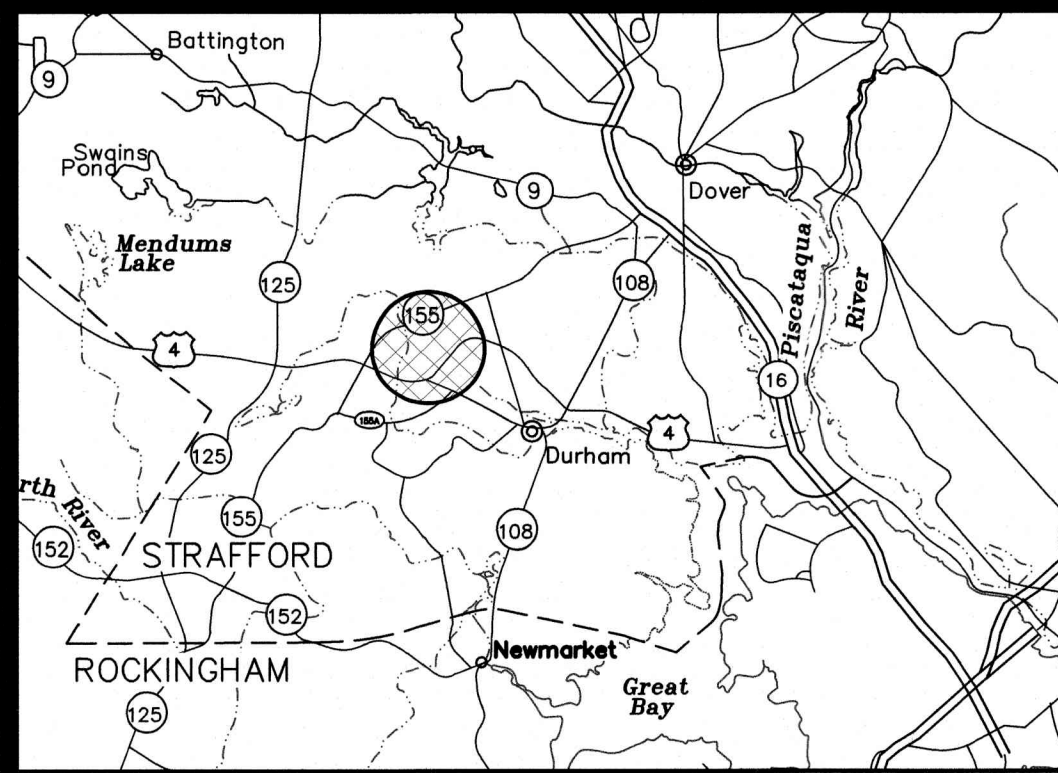 Battington
9
Swains
Pond
9
Dover
Mendums
Lake
125
108
Piscataqua
River
155
4
16
155A
4
Durham
125
rth River
155
108
152
STRAFFORD
152
Newmarket
ROCKINGHAM
Great
Bay
125